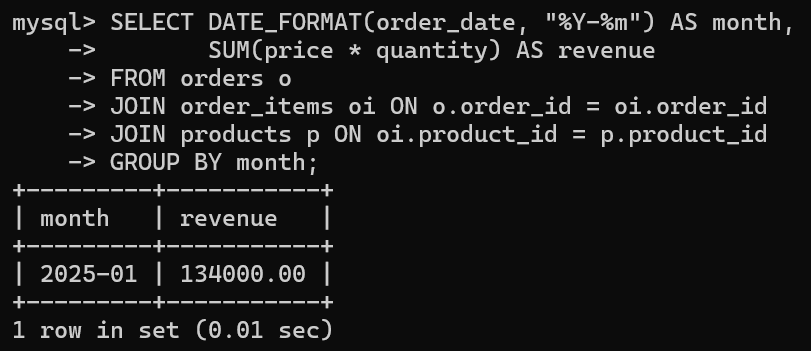 mysql> SELECT DATE_FORMAT(order_date, "%Y-%m") AS month,
    ->        SUM(price * quantity) AS revenue
    -> FROM orders o
    -> JOIN order_items oi ON o.order_id = oi.order_id
    -> JOIN products p ON oi.product_id = p.product_id
    -> GROUP BY month;
+---------+-----------+
| month   | revenue   |
+---------+-----------+
| 2025-01 | 134000.00 |
+---------+-----------+
1 row in set (0.01 sec)